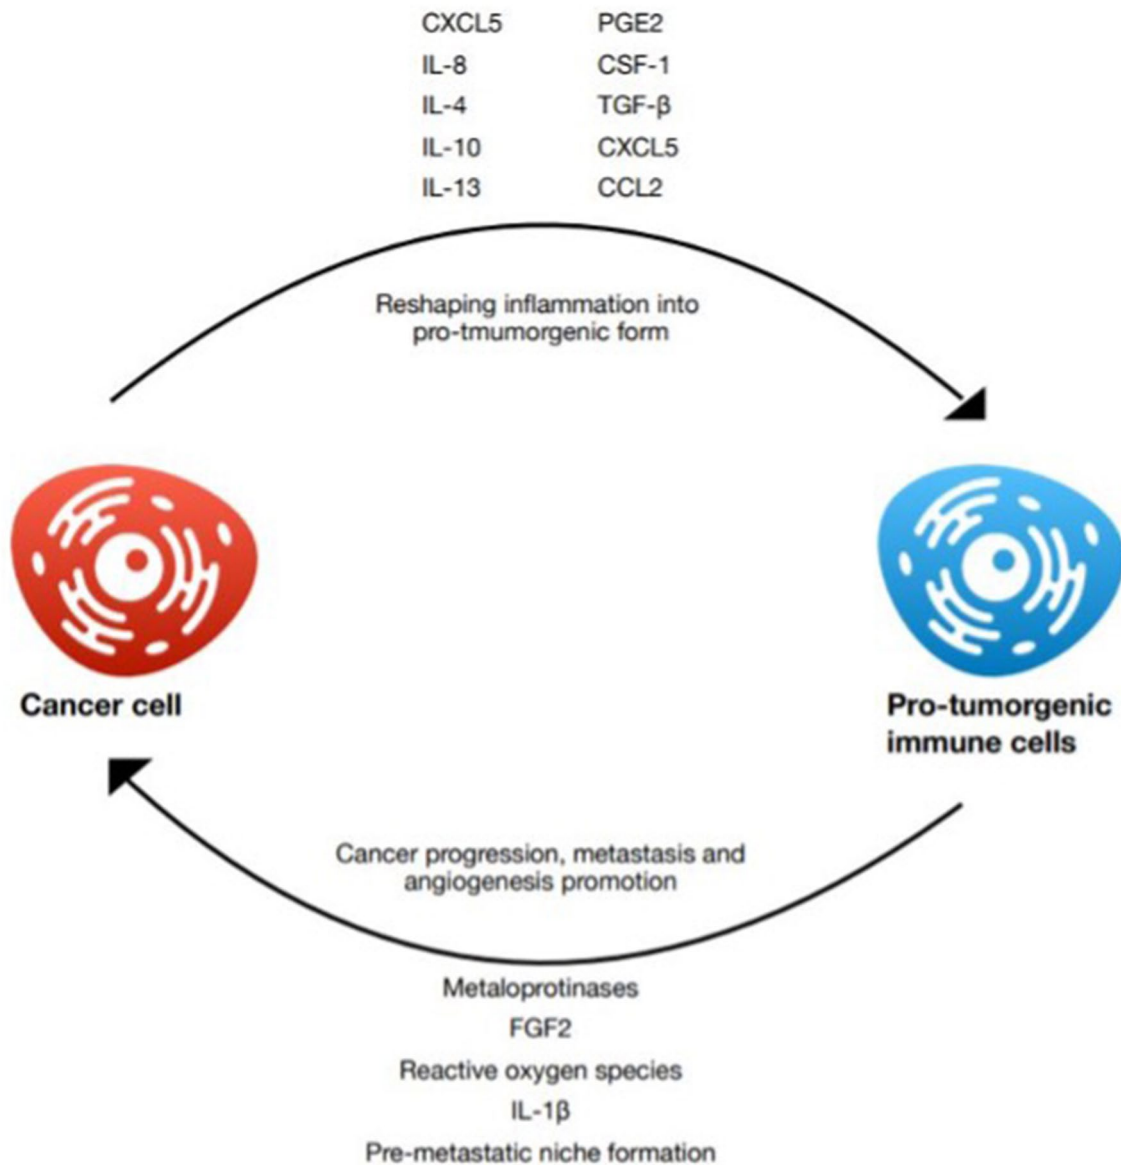 CXCL5 PGE2
IL-8 CSF-1
IL-4 TGF-β
IL-10 CXCL5
IL-13 CCL2
Reshaping inflammation into
pro-tmumorgenic form
Cancer cell
Pro-tumorgenic
immune cells
Cancer progression, metastasis and
angiogenesis promotion
Metaloprotinases
FGF2
Reactive oxygen species
IL-1β
Pre-metastatic niche formation